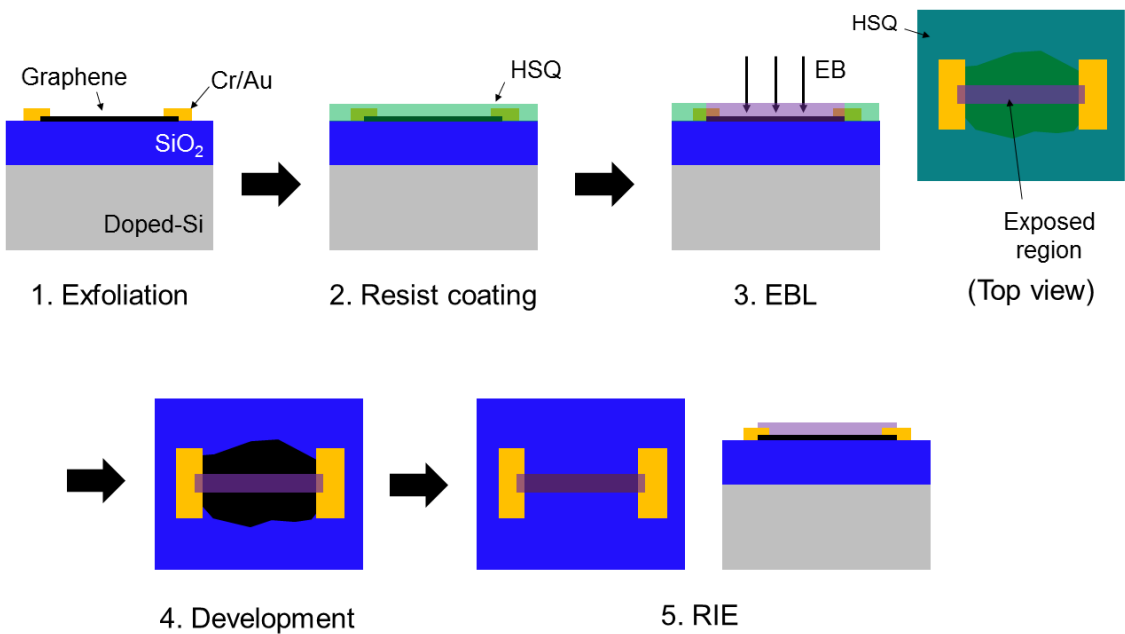 Graphene
Cr/Au
SiO2
Doped-Si
1. Exfoliation
HSQ
2. Resist coating
EB
3. EBL
HSQ
Exposed
region
(Top view)
4. Development
5. RIE